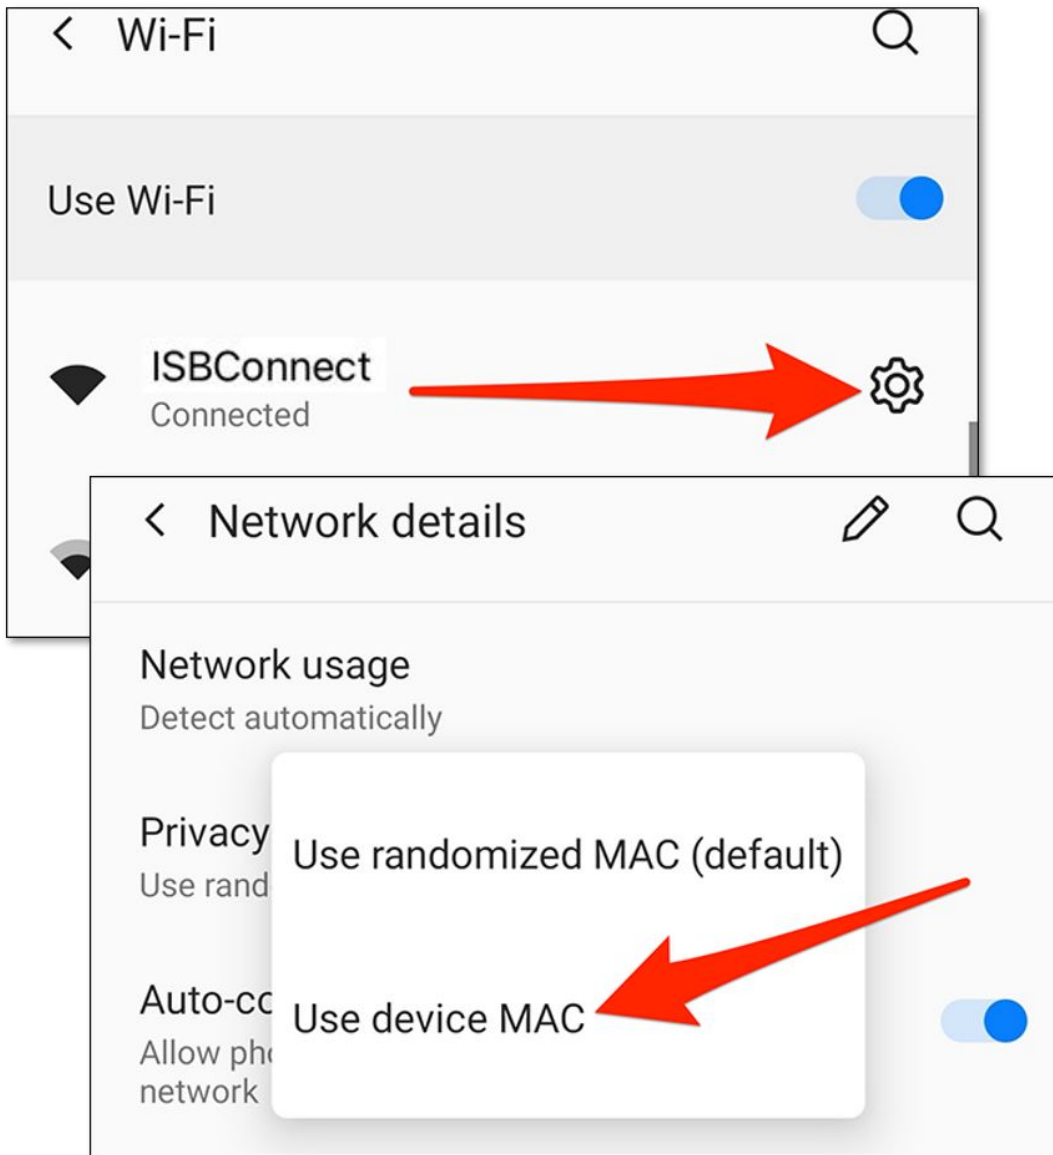 Wi-Fi
Use Wi-Fi
ISBConnect
Connected
Network details
Network usage
Detect automatically
Privacy
Use rand
Use randomized MAC (default)
Auto-co
Use device MAC
Allow pho
network